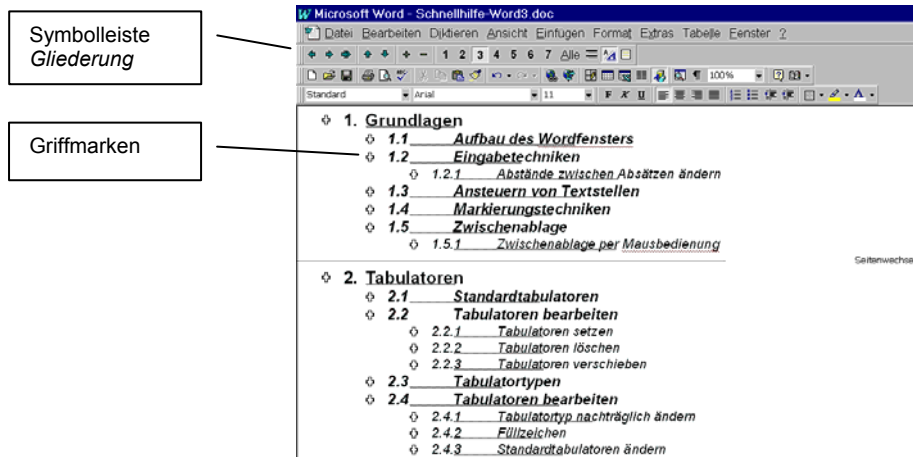 Symbolleiste
Gliederung
Griffmarken
Microsoft Word - Schnellhilfe-Word3.doc
Datei Bearbeiten Diktieren Ansicht Einfügen Format Extras Tabelle Fenster ?
1 2 3 4 5 6 7 Alle
100%
Standard Arial 11 F K U
1. Grundlagen
1.1 Aufbau des Wordfensters
1.2 Eingabetechniken
1.2.1 Abstände zwischen Absätzen ändern
1.3 Ansteuern von Textstellen
1.4 Markierungstechniken
1.5 Zwischenablage
1.5.1 Zwischenablage per Mausbedienung
Seitenwechse
2. Tabulatoren
2.1 Standardtabulatoren
2.2 Tabulatoren bearbeiten
2.2.1 Tabulatoren setzen
2.2.2 Tabulatoren löschen
2.2.3 Tabulatoren verschieben
2.3 Tabulatortypen
2.4 Tabulatoren bearbeiten
2.4.1 Tabulatortyp nachträglich ändern
2.4.2 Füllzeichen
2.4.3 Standardtabulatoren ändern